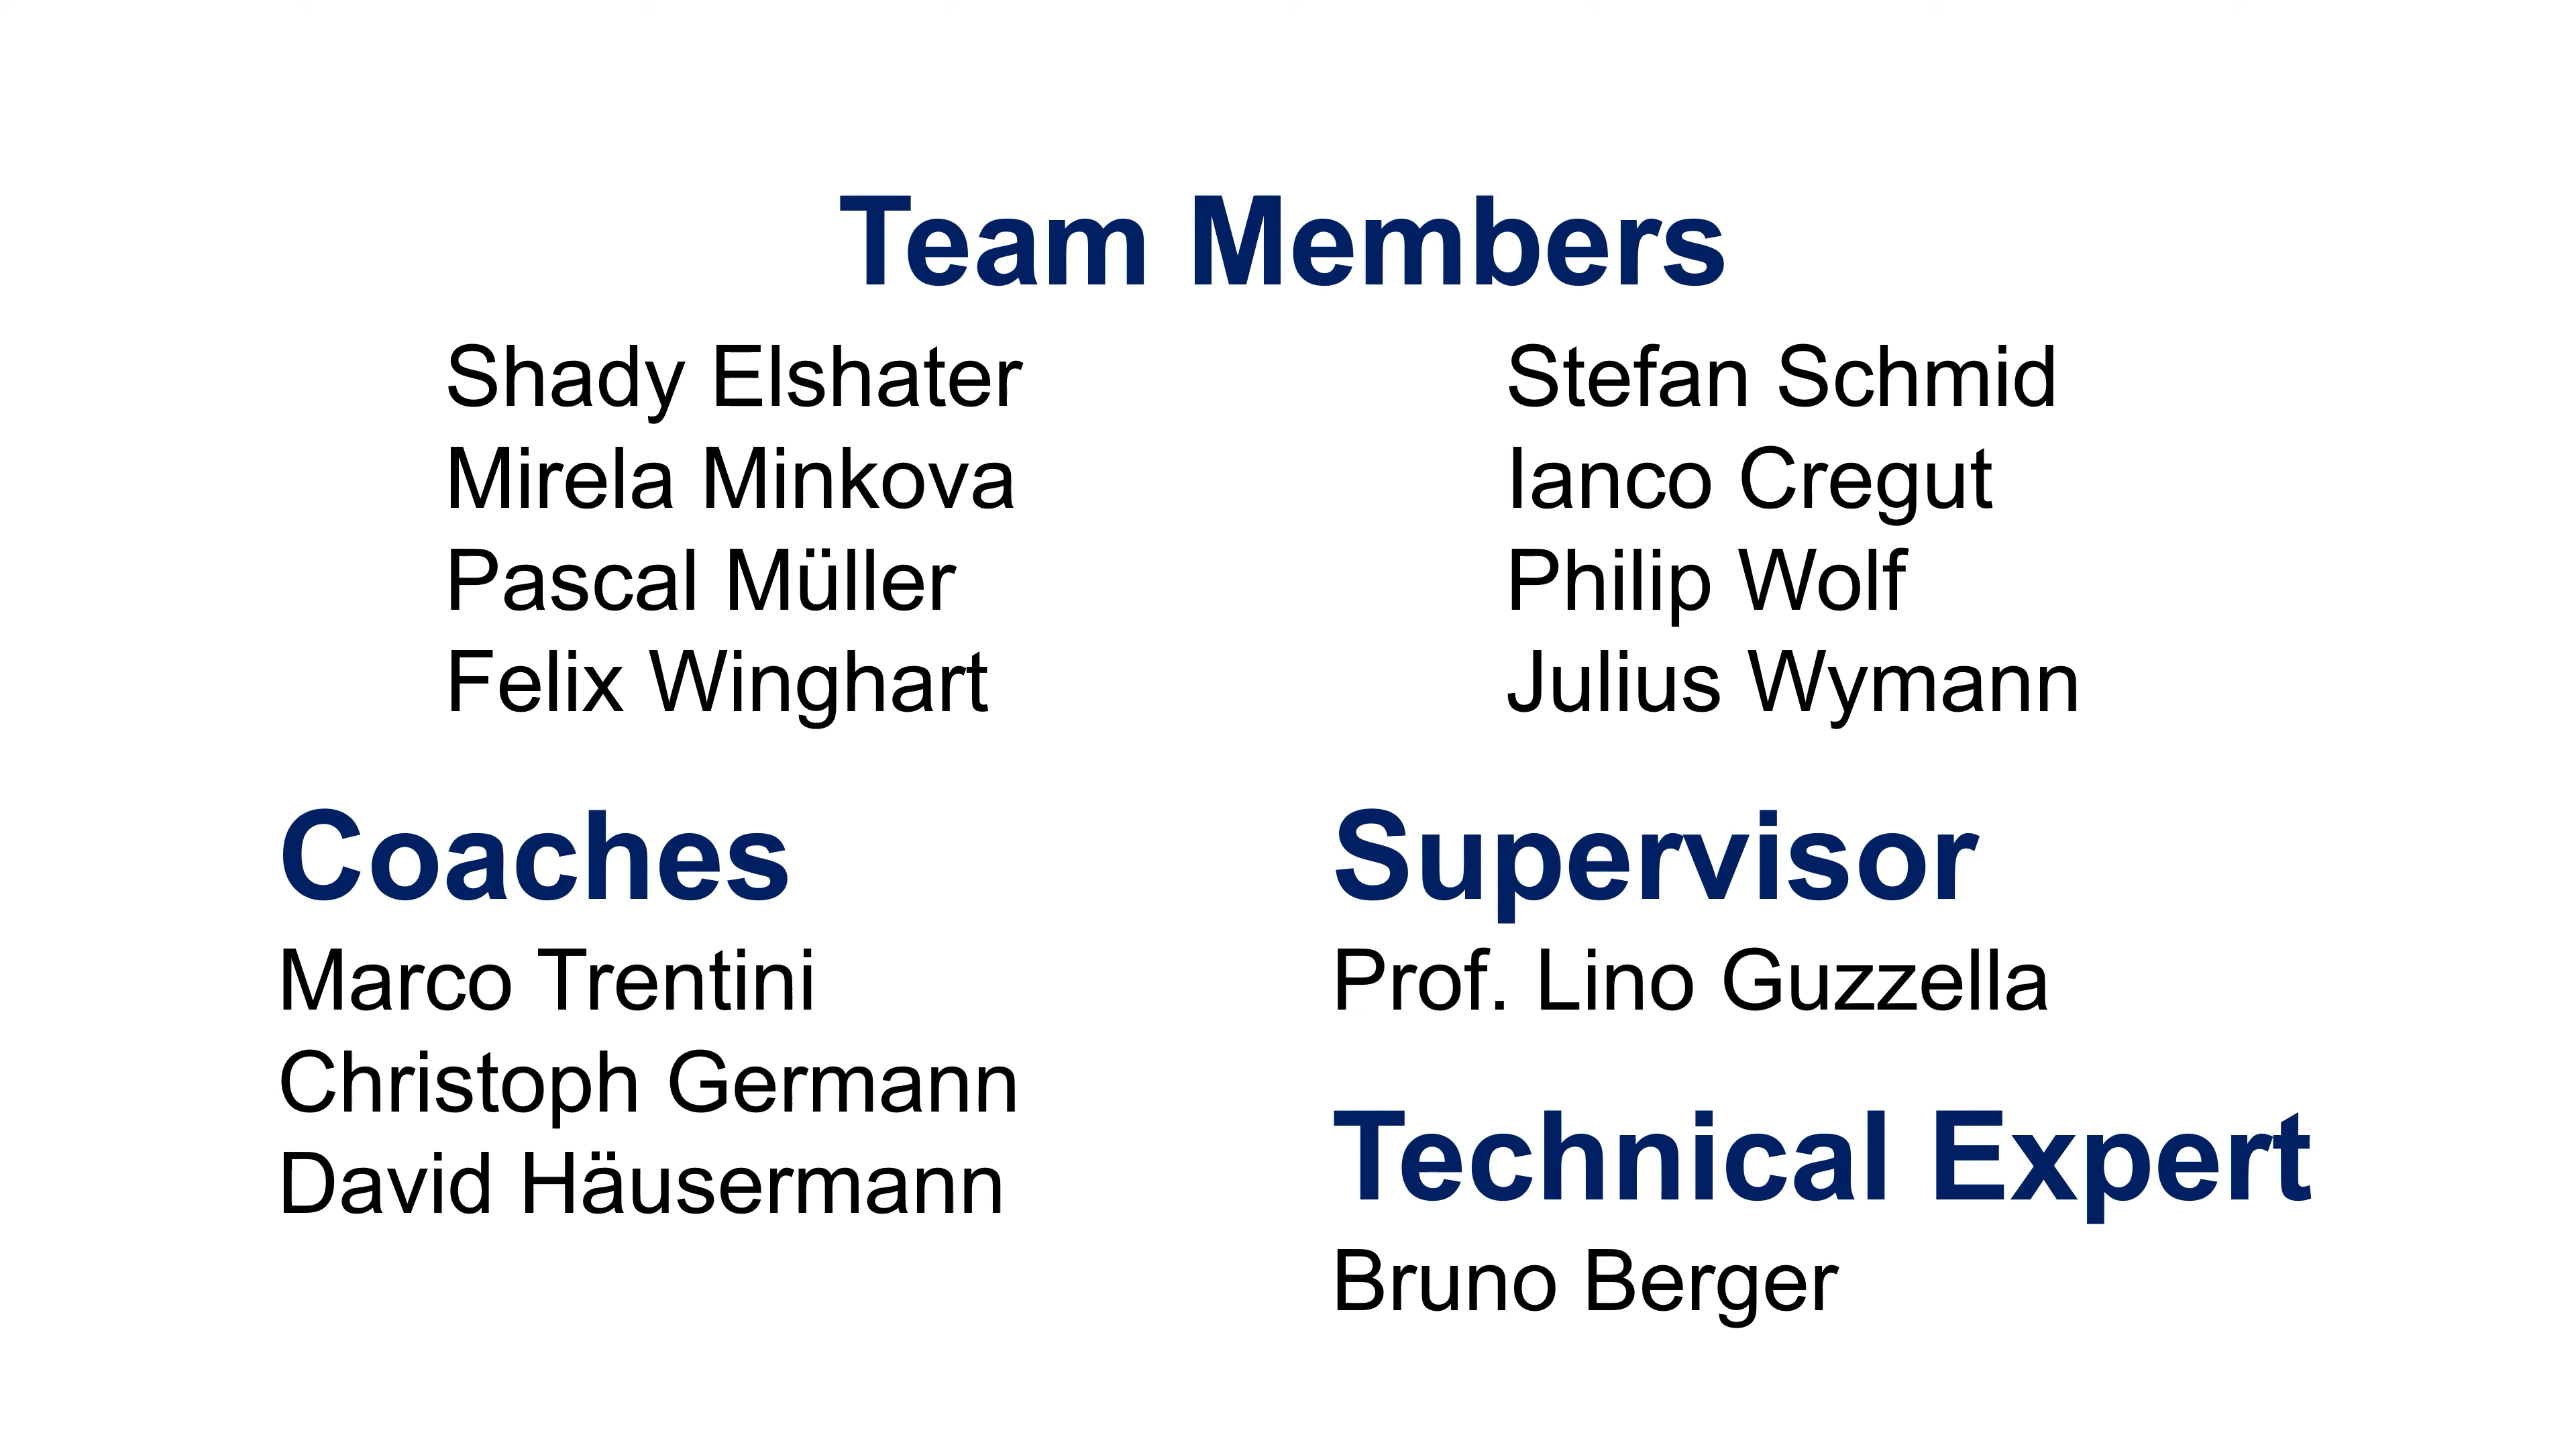 Team Members
Shady Elshater
Mirela Minkova
Pascal Müller
Felix Winghart
Stefan Schmid
Ianco Cregut
Philip Wolf
Julius Wymann
Coaches
Marco Trentini
Christoph Germann
David Häusermann
Supervisor
Prof. Lino Guzzella
Technical Expert
Bruno Berger